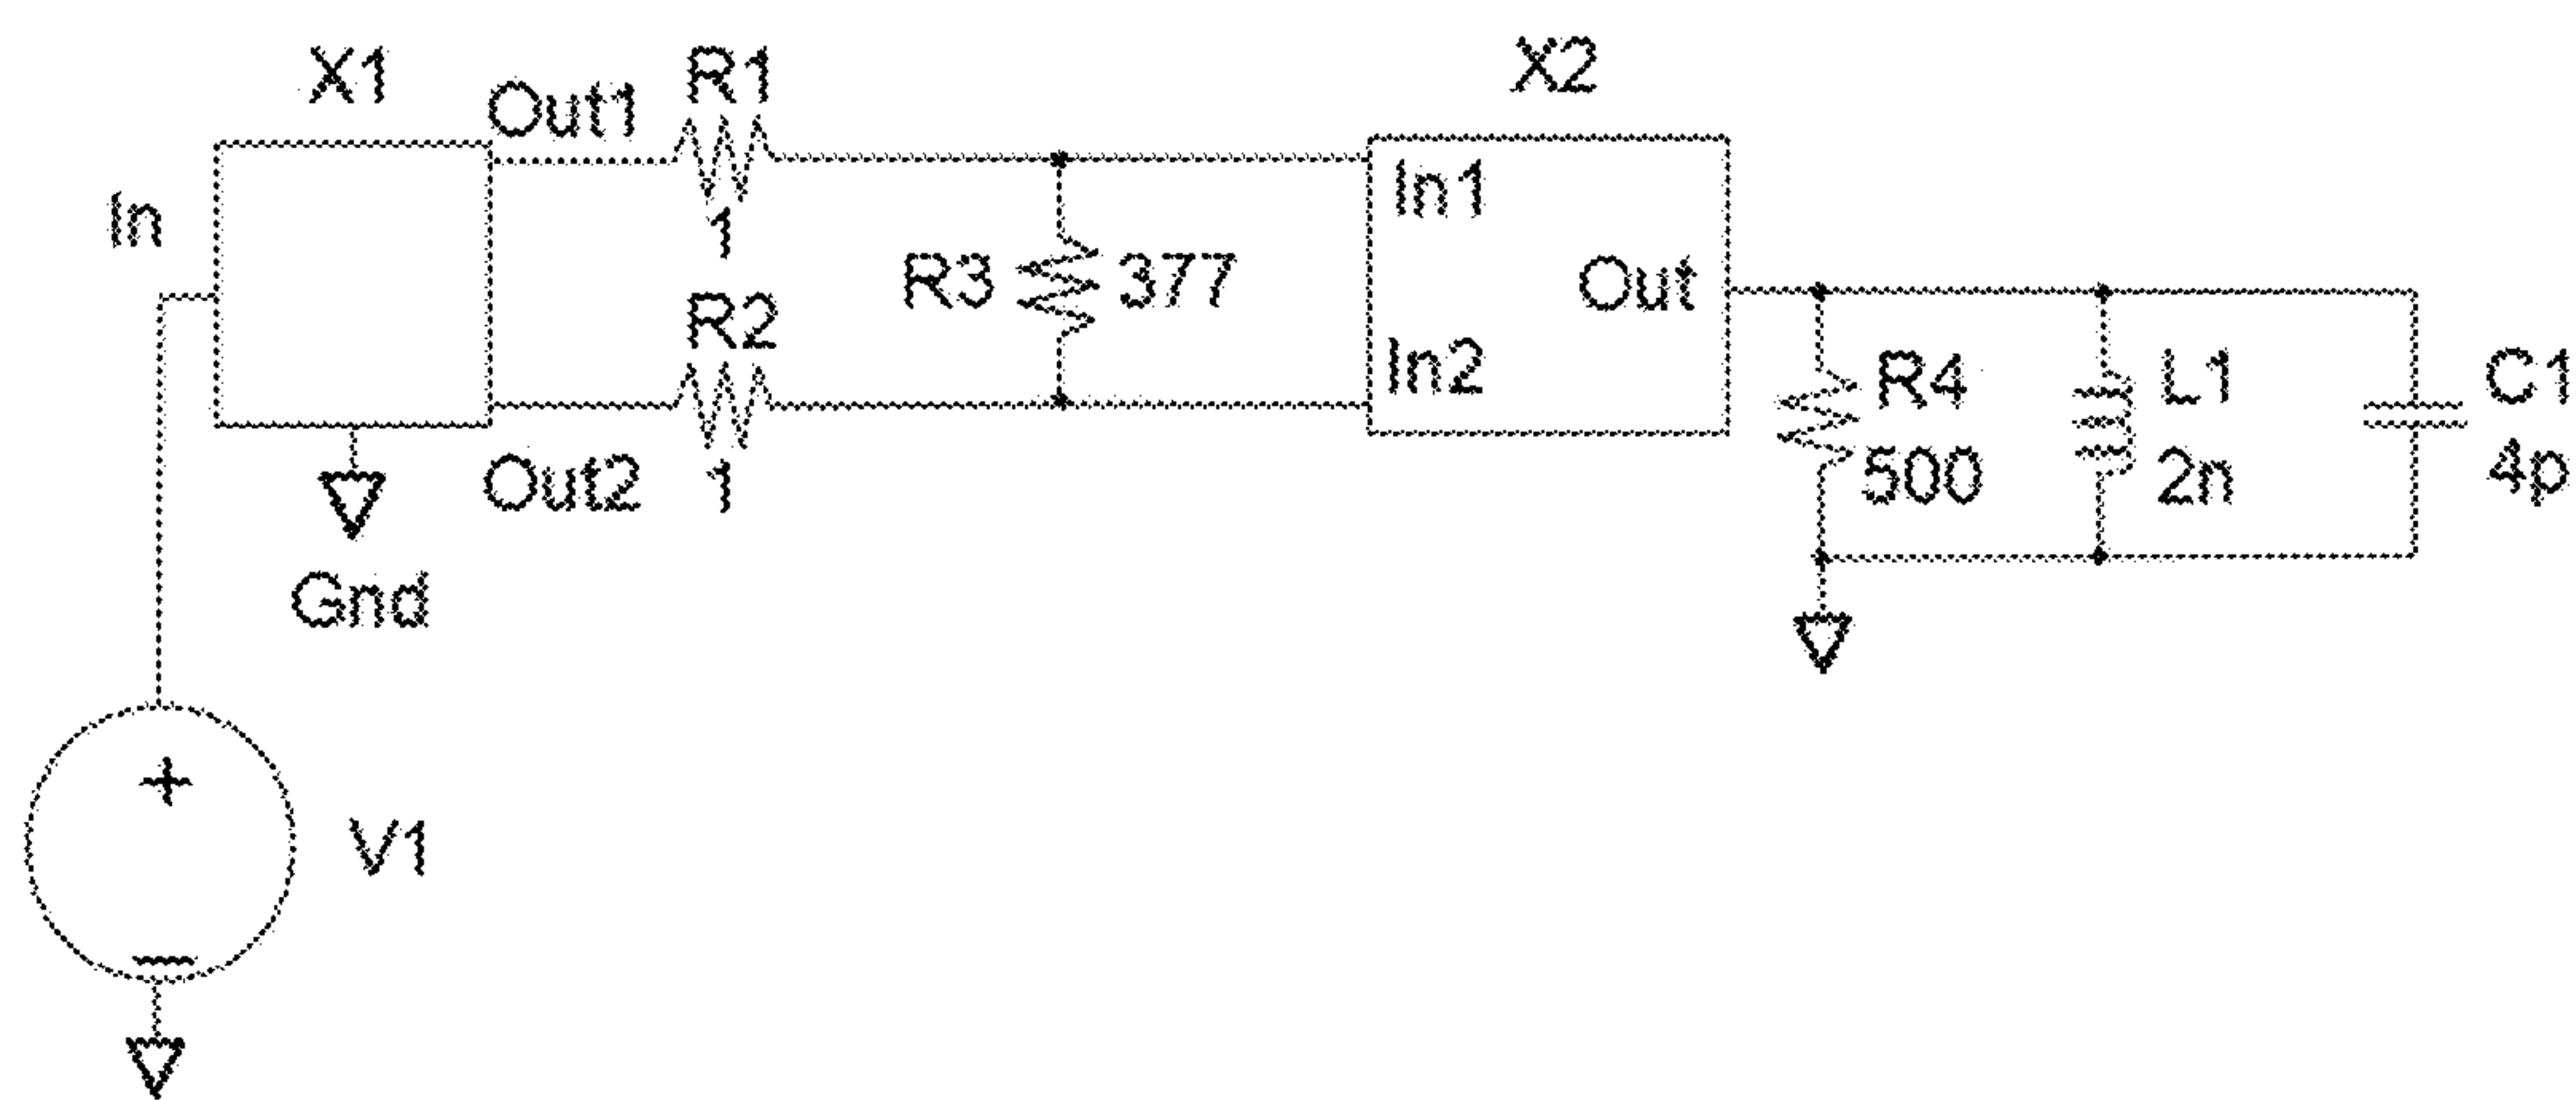 X1
Out1
R1
X2
In
1
In1
R3
377
Out
R2
In2
R4
L1
C1
500
2n
4p
Out2
1
Gnd
+
V1
−